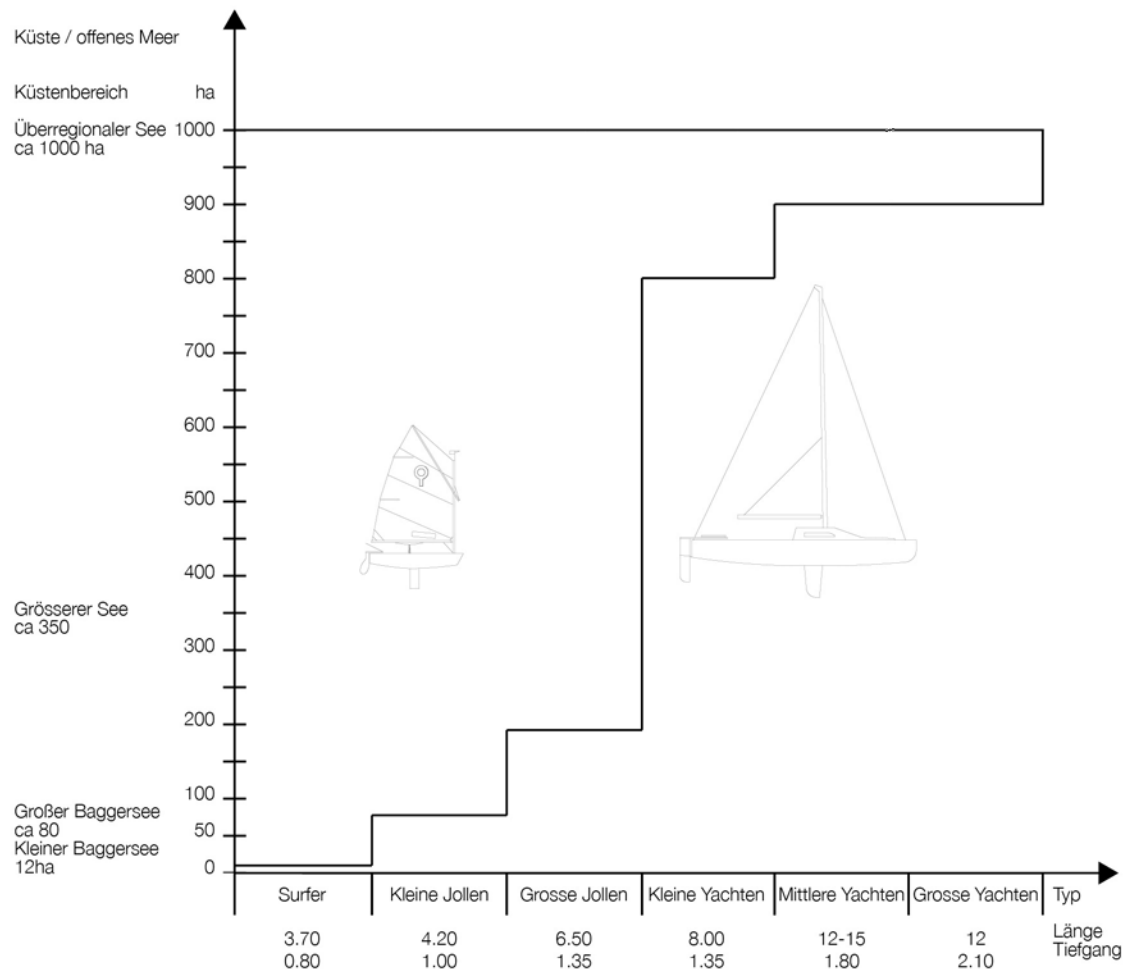 Küste / offenes Meer
Küstenbereich ha
Überregionaler See 1000
ca 1000 ha
900
800
700
600
500
400
Grösserer See
ca 350
300
200
100
Großer Baggersee
ca 80
50
Kleiner Baggersee
12ha
0
Surfer Kleine Jollen Grosse Jollen Kleine Yachten Mittlere Yachten Grosse Yachten Typ
3.70 4.20 6.50 8.00 12-15 12 Länge
0.80 1.00 1.35 1.35 1.80 2.10 Tiefgang